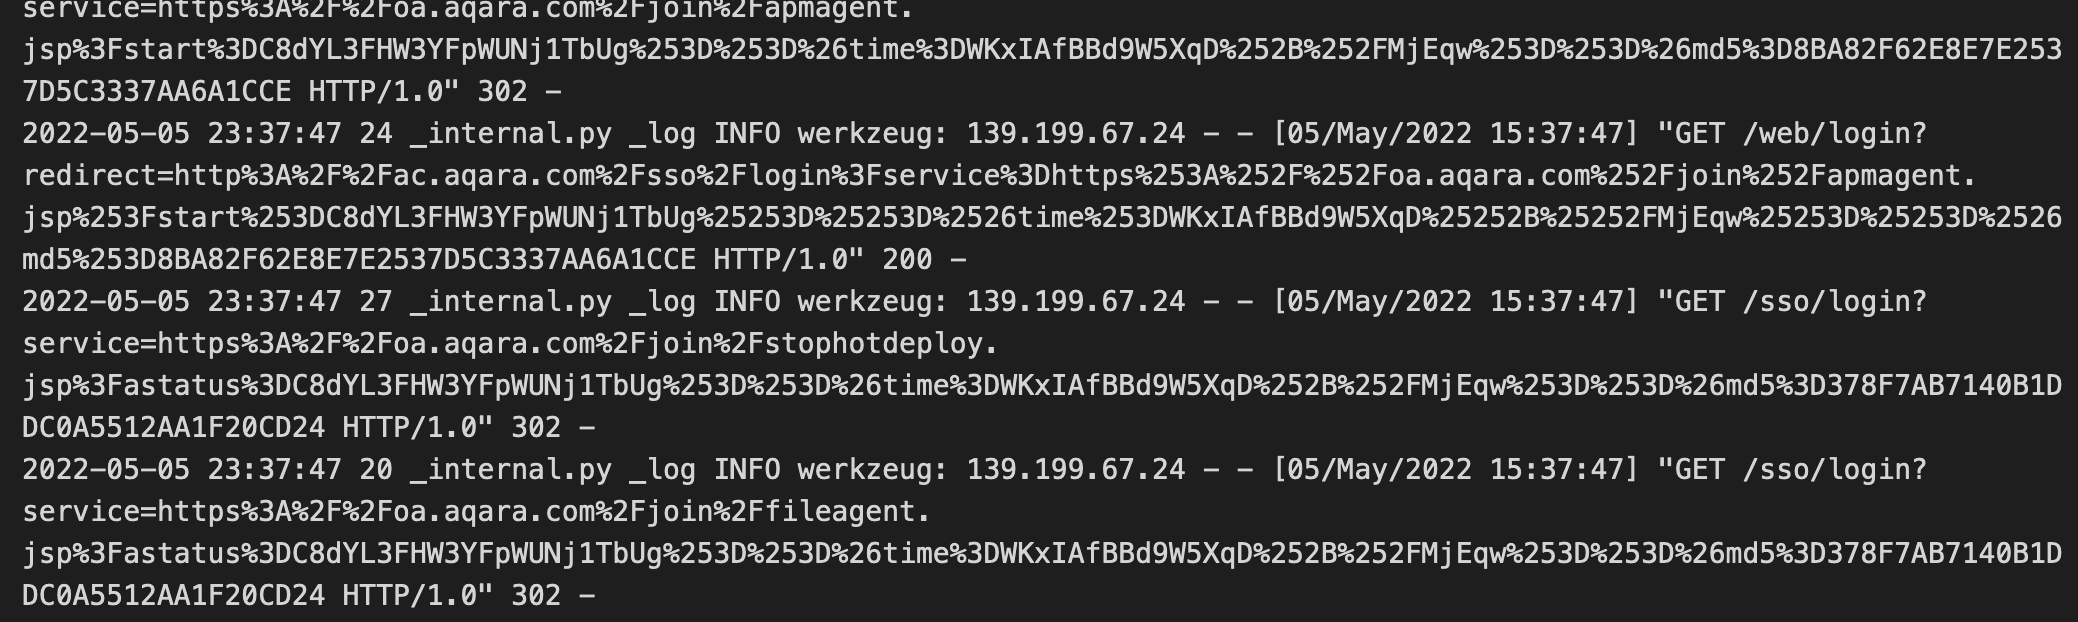 service=https%3A%2F%2Foa.aqara.com%2Fjoin%2Fapmagent.
jsp%3Fstart%3DC8dYL3FHW3YFpWUNj1TbUg%253D%253D%26time%3DWKxIAfBBd9W5XqD%252B%252FMjEqw%253D%253D%26md5%3D8BA82F62E8E7E253
7D5C3337AA6A1CCE HTTP/1.0" 302 -
2022-05-05 23:37:47 24 _internal.py _log INFO werkzeug: 139.199.67.24 - - [05/May/2022 15:37:47] "GET /web/login?
redirect=http%3A%2F%2Fac.aqara.com%2Fsso%2Flogin%3Fservice%3Dhttps%253A%252F%252Foa.aqara.com%252Fjoin%252Fapmagent.
jsp%253Fstart%253DC8dYL3FHW3YFpWUNj1TbUg%25253D%25253D%2526time%253DWKxIAfBBd9W5XqD%25252B%25252FMjEqw%25253D%25253D%2526
md5%253D8BA82F62E8E7E2537D5C3337AA6A1CCE HTTP/1.0" 200 -
2022-05-05 23:37:47 27 _internal.py _log INFO werkzeug: 139.199.67.24 - - [05/May/2022 15:37:47] "GET /sso/login?
service=https%3A%2F%2Foa.aqara.com%2Fjoin%2Fstophotdeploy.
jsp%3Fastatus%3DC8dYL3FHW3YFpWUNj1TbUg%253D%253D%26time%3DWKxIAfBBd9W5XqD%252B%252FMjEqw%253D%253D%26md5%3D378F7AB7140B1D
DC0A5512AA1F20CD24 HTTP/1.0" 302 -
2022-05-05 23:37:47 20 _internal.py _log INFO werkzeug: 139.199.67.24 - - [05/May/2022 15:37:47] "GET /sso/login?
service=https%3A%2F%2Foa.aqara.com%2Fjoin%2Ffileagent.
jsp%3Fastatus%3DC8dYL3FHW3YFpWUNj1TbUg%253D%253D%26time%3DWKxIAfBBd9W5XqD%252B%252FMjEqw%253D%253D%26md5%3D378F7AB7140B1D
DC0A5512AA1F20CD24 HTTP/1.0" 302 -